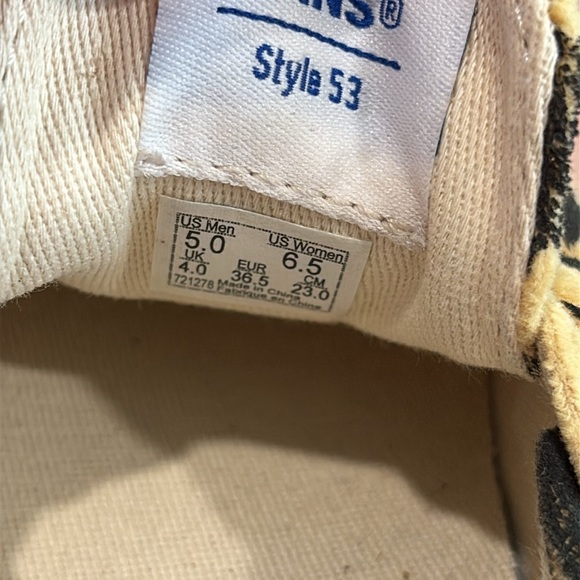 Style 53
US Men US Women
5.0 6.5
UK EUR CM
4.0 36.5 23.0
721278 Made in China
Fabriqué en Chine